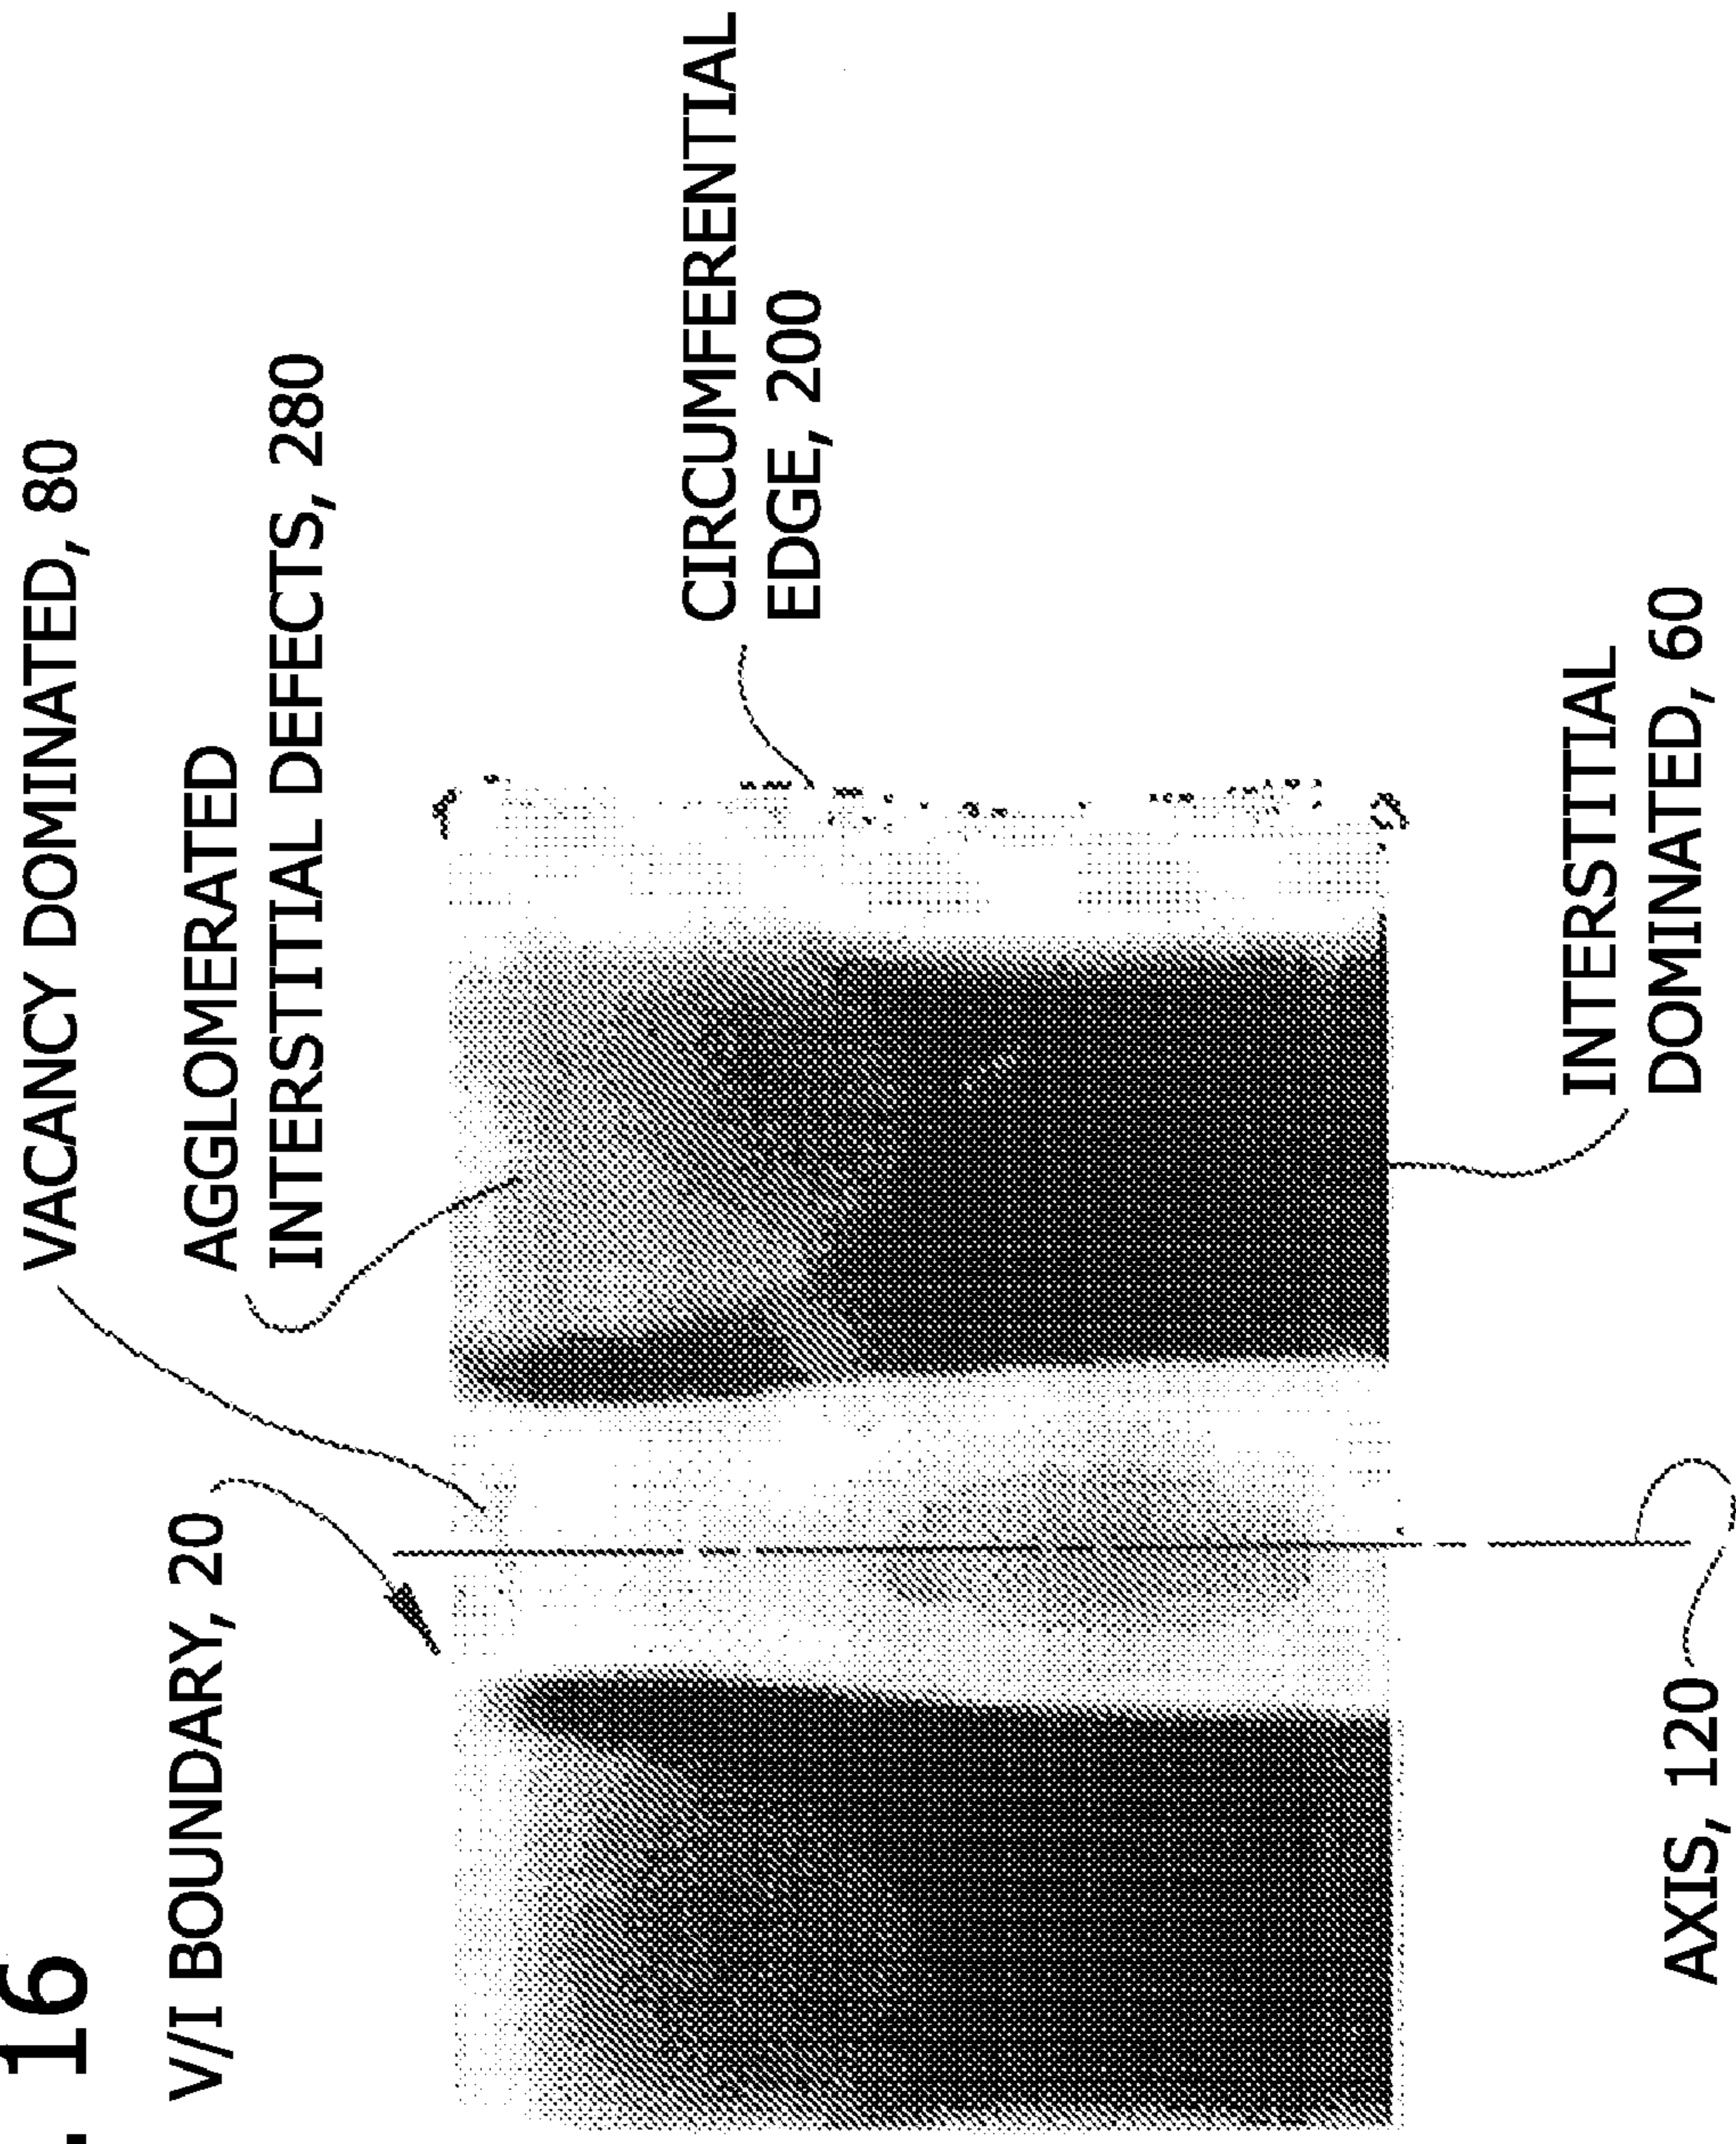 . 16
VACANCY DOMINATED, 80
V/I BOUNDARY, 20
AGGLOMERATED
INTERSTITIAL DEFECTS, 280
CIRCUMFERENTIAL
EDGE, 200
INTERSTITIAL
DOMINATED, 60
AXIS, 120